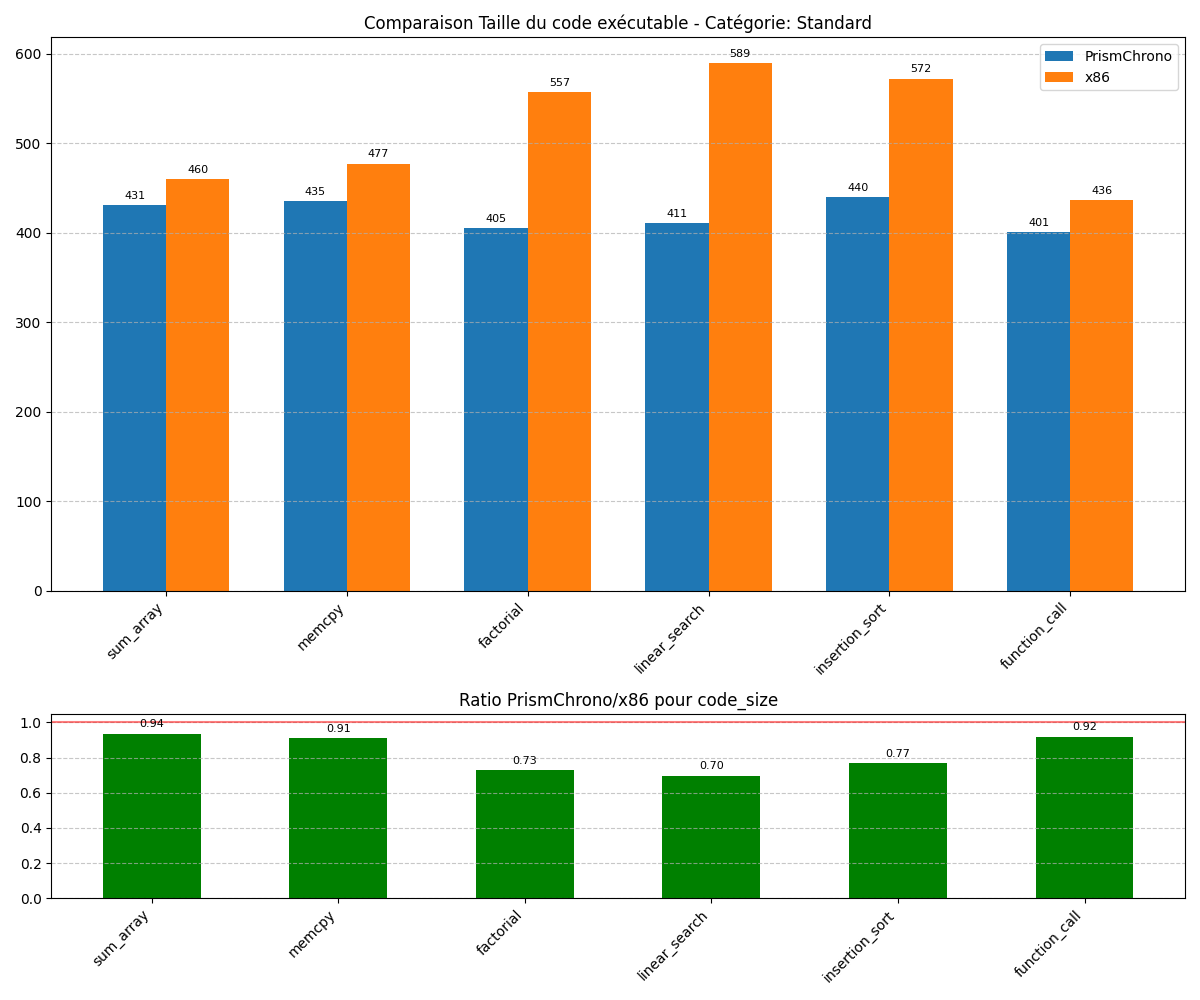 Comparaison Taille du code exécutable - Catégorie: Standard
PrismChrono
x86
600
500
400
300
200
100
0
431
460
435
477
405
557
411
589
440
572
401
436
sum_array
memcpy
factorial
linear_search
insertion_sort
function_call
Ratio PrismChrono/x86 pour code_size
1.0
0.8
0.6
0.4
0.2
0.0
0.94
0.91
0.73
0.70
0.77
0.92
sum_array
memcpy
factorial
linear_search
insertion_sort
function_call